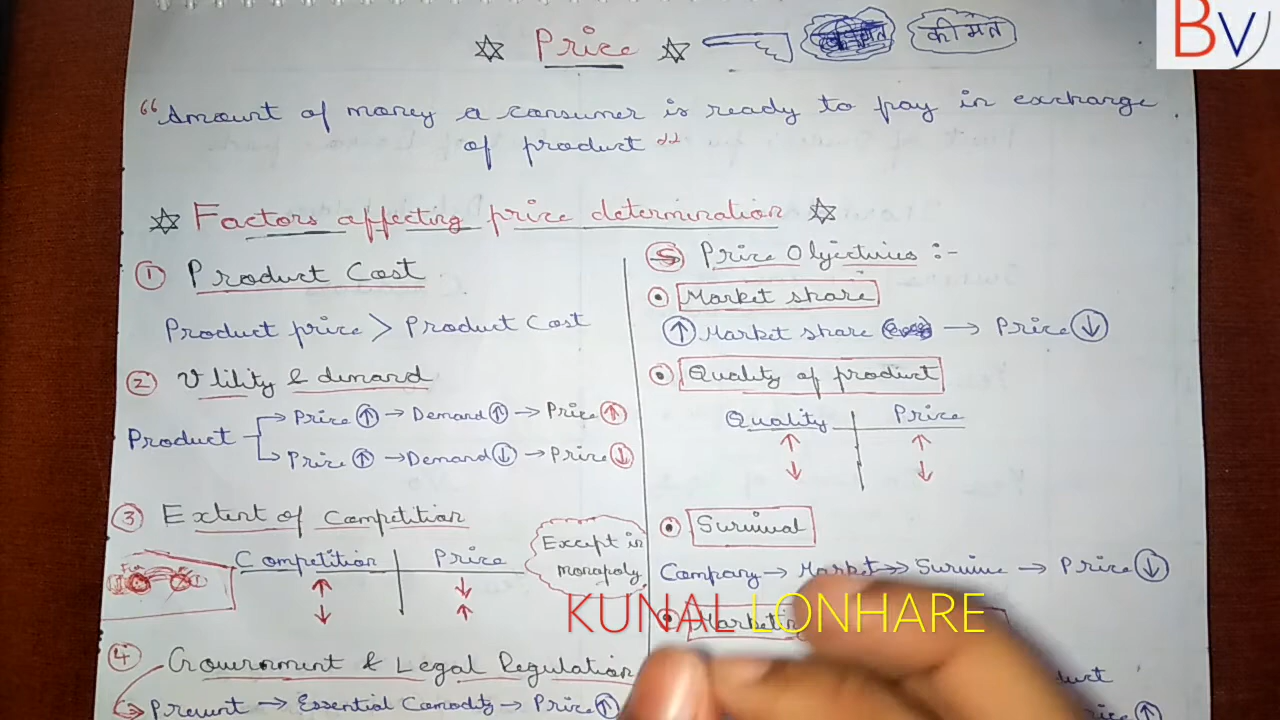 ☆ Price ☆ कीमत
BV
"Amount of money a consumer is ready to pay in exchange
of product"
☆ Factors affecting price determination ☆
① Product Cost
Product price > Product Cost
② Utility & demand
Product → Price ↑ → Demand ↑ → Price ↑
→ Price ↑ → Demand ↓ → Price ↓
③ Extent of Competition
Competition | Price
↑ ↓
↓ ↑
Except in
monopoly
④ Government & Legal Regulation
→ Prevent → Essential Comodity → Price ↑
⑤ Price Objectives :-
• Market share
↑ Market share → Price ↓
• Quality of product
Quality | Price
↑ ↑
↓ ↓
• Survival
Company → Market → Survive → Price ↓
KUNAL LONHARE